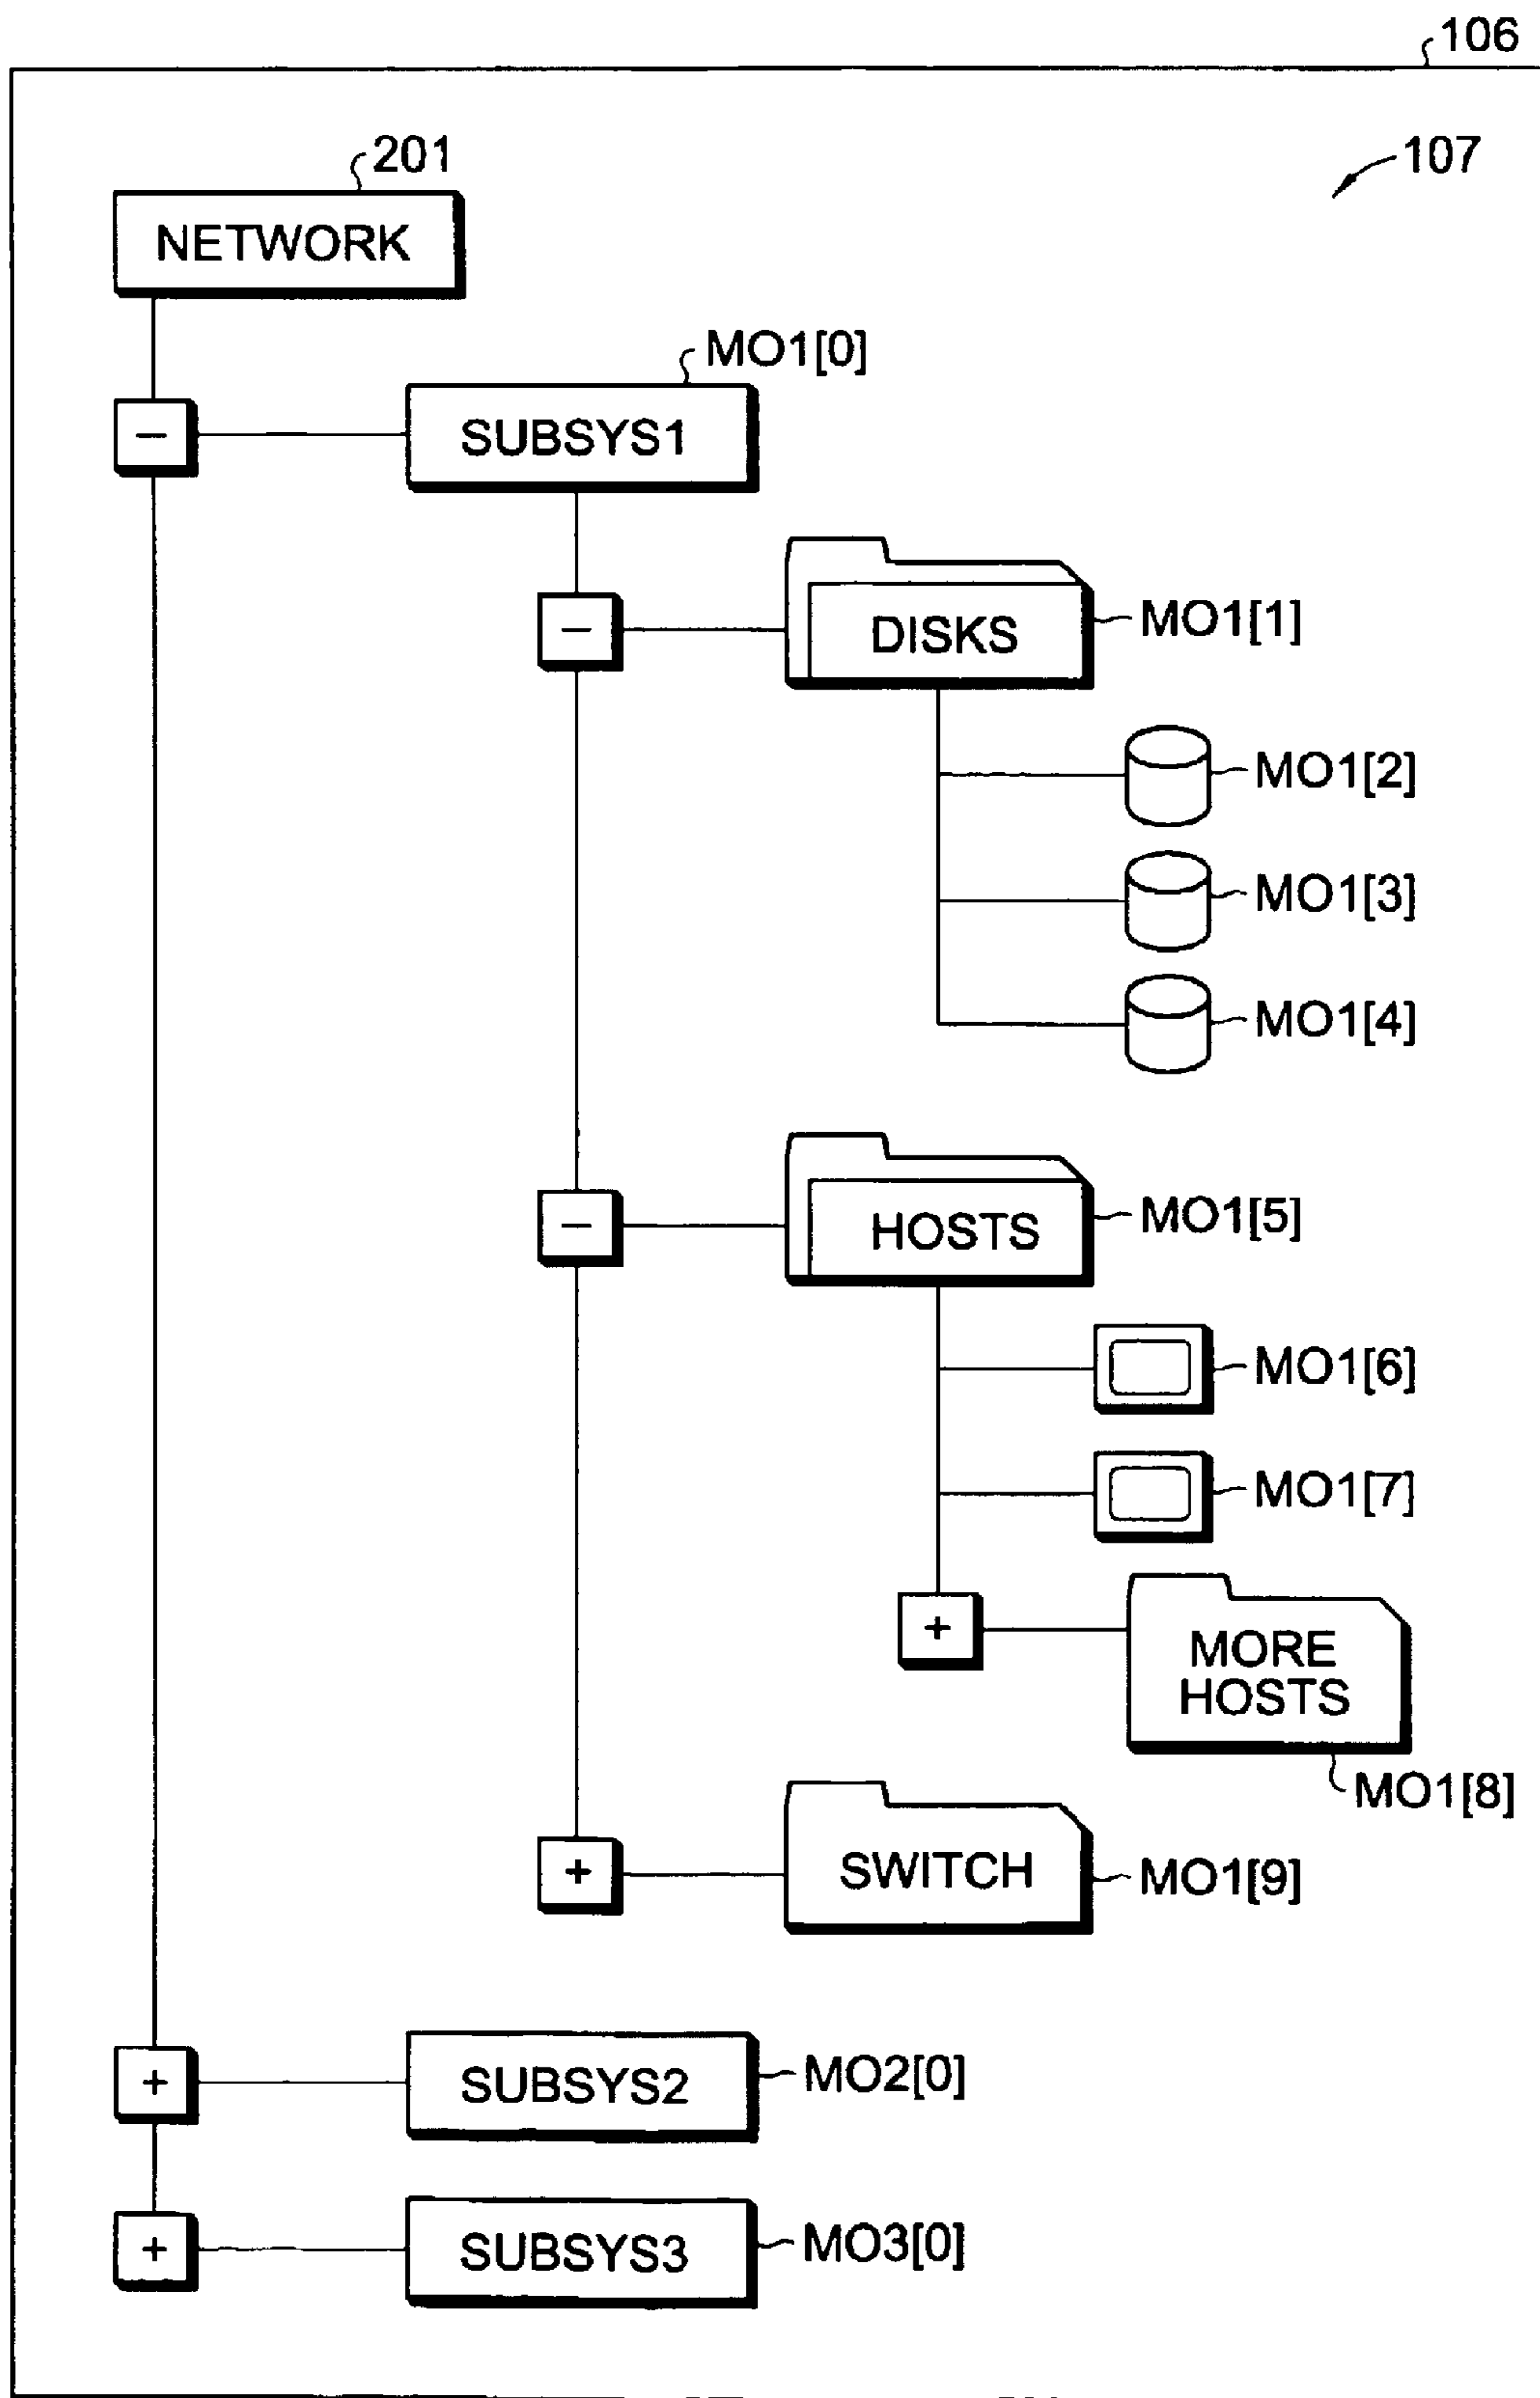 106
107
201
NETWORK
MO1[0]
−
SUBSYS1
−
DISKS
MO1[1]
MO1[2]
MO1[3]
MO1[4]
−
HOSTS
MO1[5]
MO1[6]
MO1[7]
+
MORE
HOSTS
MO1[8]
+
SWITCH
MO1[9]
+
SUBSYS2
MO2[0]
+
SUBSYS3
MO3[0]